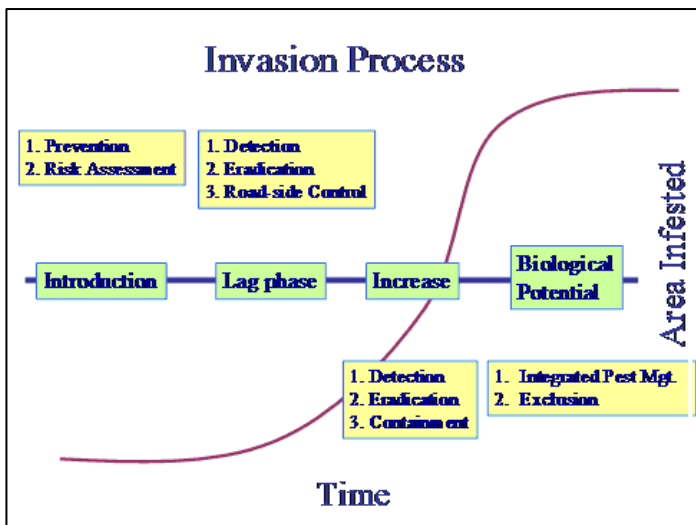 Invasion Process
1. Prevention
2. Risk Assessment
1. Detection
2. Eradication
3. Road-side Control
Introduction
Lag phase
Increase
Biological
Potential
Area Infested
1. Detection
2. Eradication
3. Containment
1. Integrated Pest Mgt.
2. Exclusion
Time